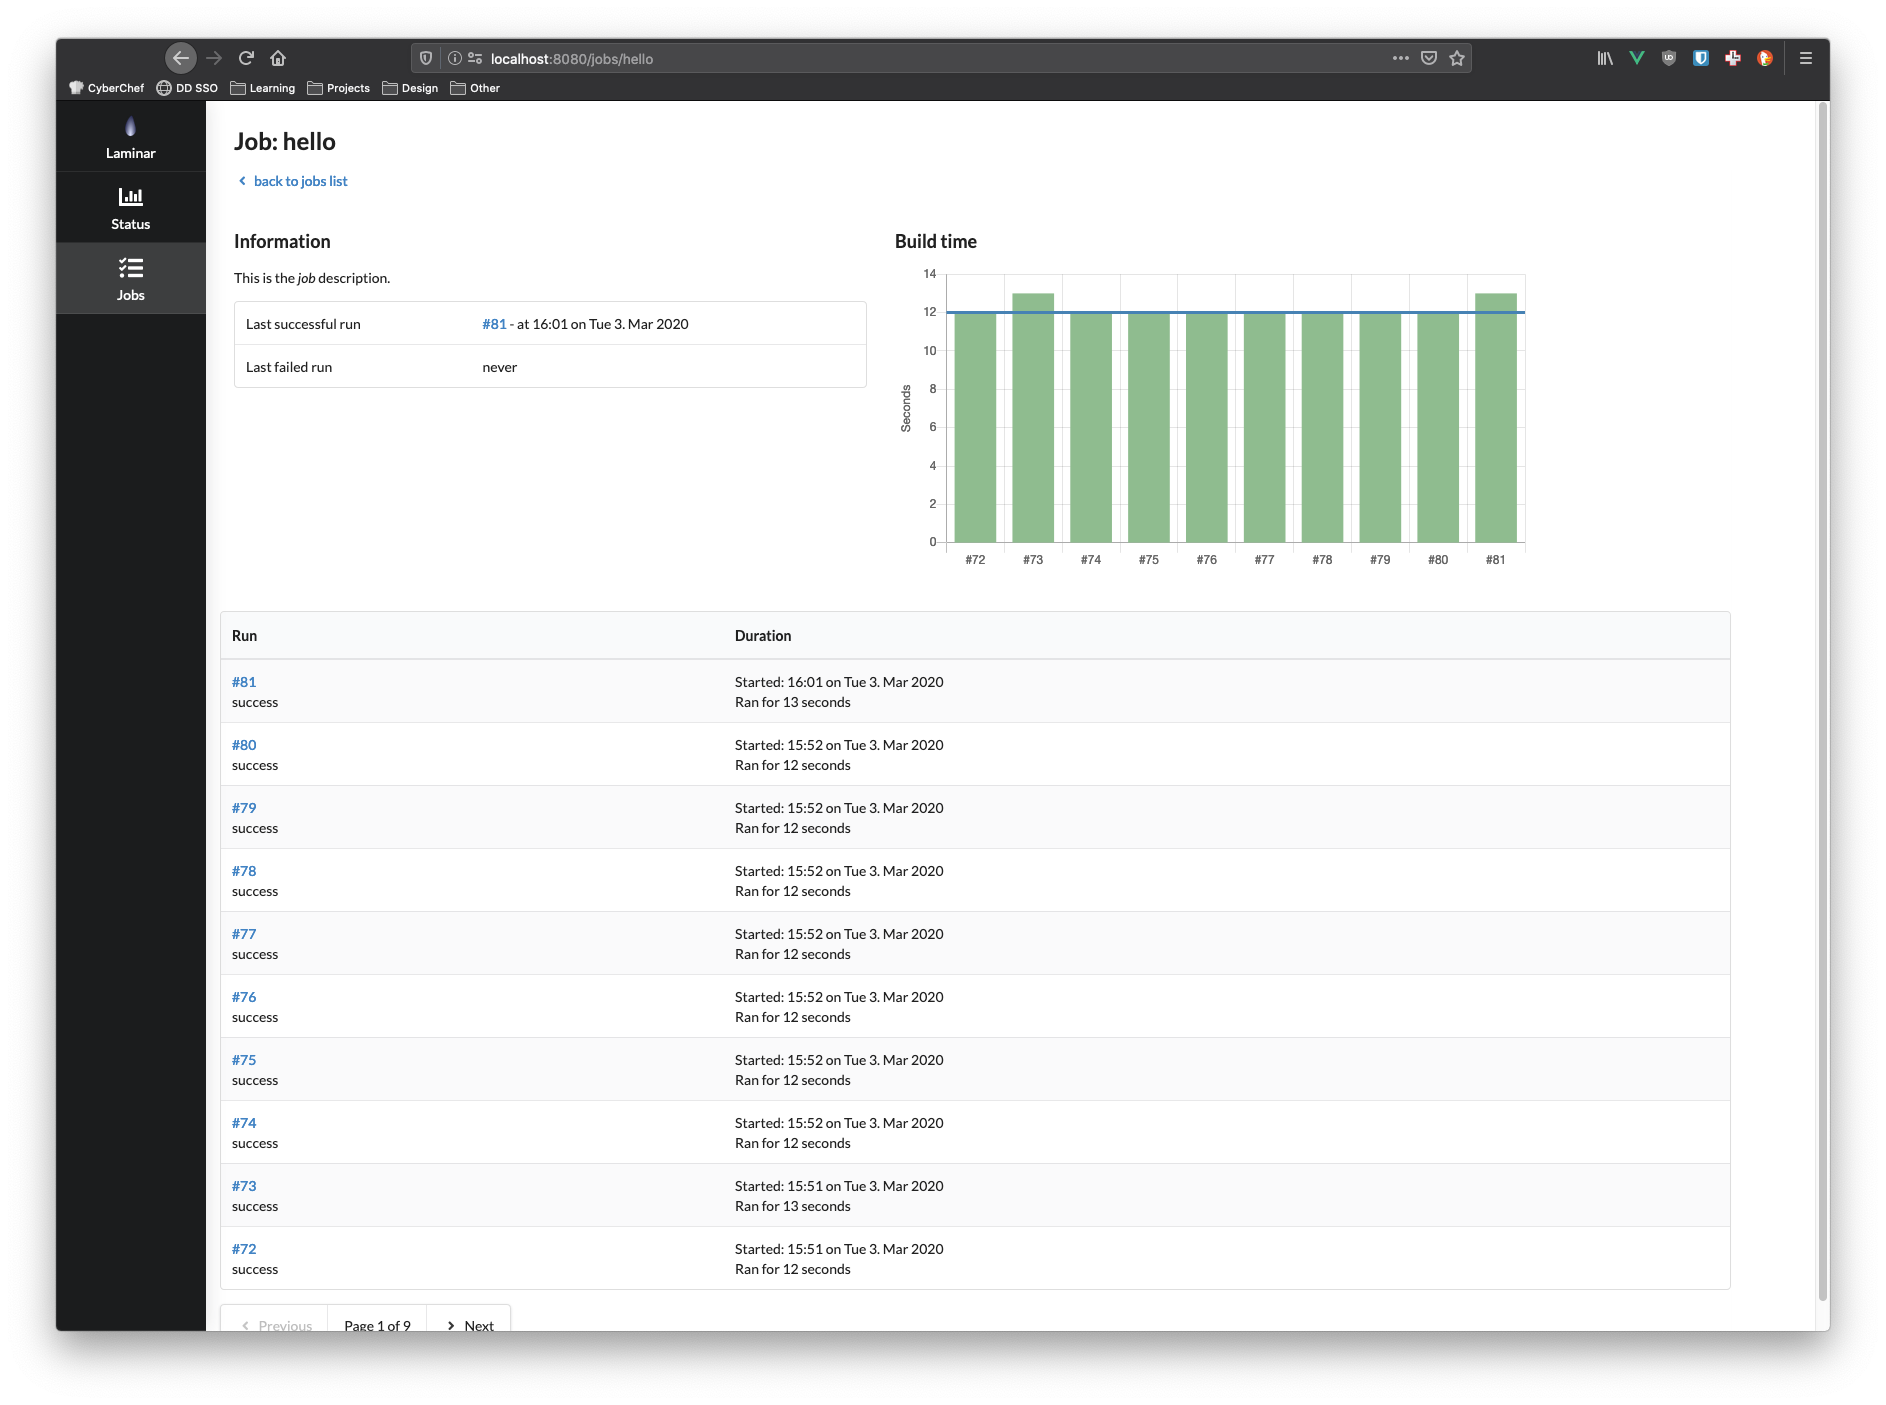 localhost:8080/jobs/hello
CyberChef DD SSO Learning Projects Design Other
Laminar
Status
Jobs
Job: hello
back to jobs list
Information
This is the job description.
Last successful run #81 - at 16:01 on Tue 3. Mar 2020
Last failed run never
Build time
14
12
10
8
6
4
2
0
Seconds
#72 #73 #74 #75 #76 #77 #78 #79 #80 #81
Run Duration
#81 Started: 16:01 on Tue 3. Mar 2020
success Ran for 13 seconds
#80 Started: 15:52 on Tue 3. Mar 2020
success Ran for 12 seconds
#79 Started: 15:52 on Tue 3. Mar 2020
success Ran for 12 seconds
#78 Started: 15:52 on Tue 3. Mar 2020
success Ran for 12 seconds
#77 Started: 15:52 on Tue 3. Mar 2020
success Ran for 12 seconds
#76 Started: 15:52 on Tue 3. Mar 2020
success Ran for 12 seconds
#75 Started: 15:52 on Tue 3. Mar 2020
success Ran for 12 seconds
#74 Started: 15:52 on Tue 3. Mar 2020
success Ran for 12 seconds
#73 Started: 15:51 on Tue 3. Mar 2020
success Ran for 13 seconds
#72 Started: 15:51 on Tue 3. Mar 2020
success Ran for 12 seconds
Previous Page 1 of 9 Next